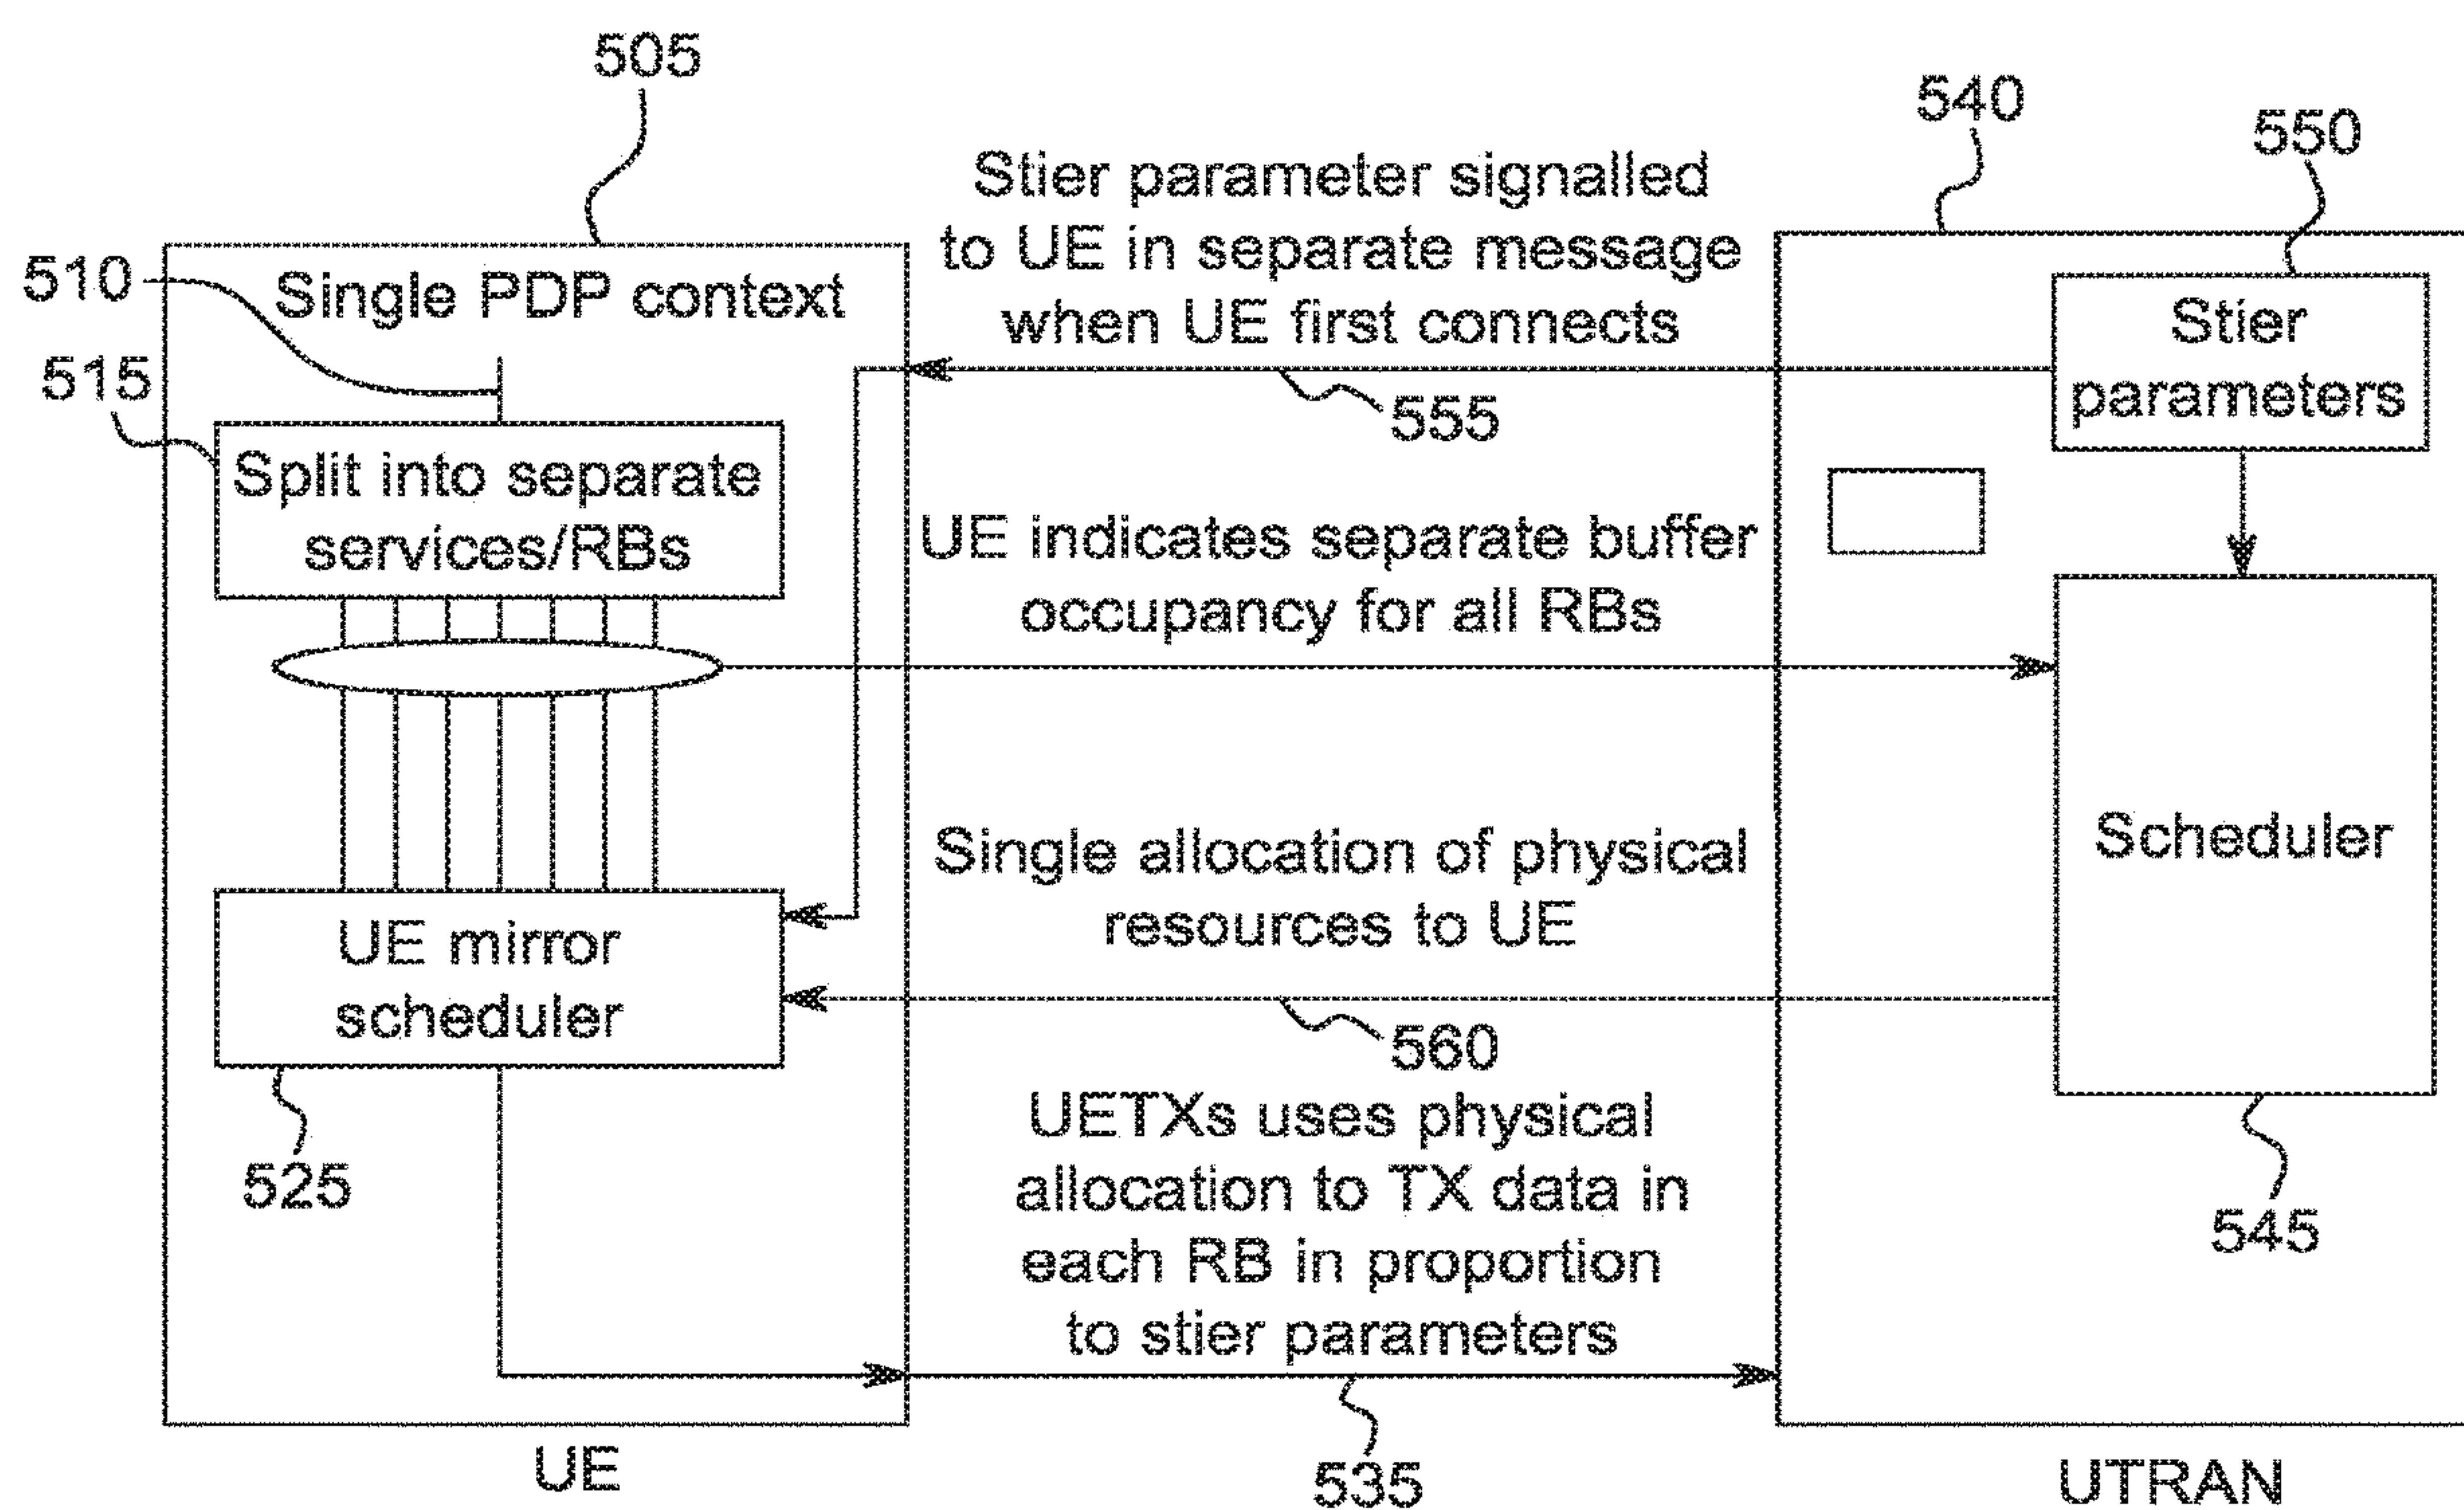 505
540
550
Stier parameter signalled
to UE in separate message
when UE first connects
510
Single PDP context
Stier
parameters
515
555
Split into separate
services/RBs
UE indicates separate buffer
occupancy for all RBs
Single allocation of physical
resources to UE
Scheduler
UE mirror
scheduler
560
UETXs uses physical
allocation to TX data in
each RB in proportion
to stier parameters
525
545
535
UE
UTRAN